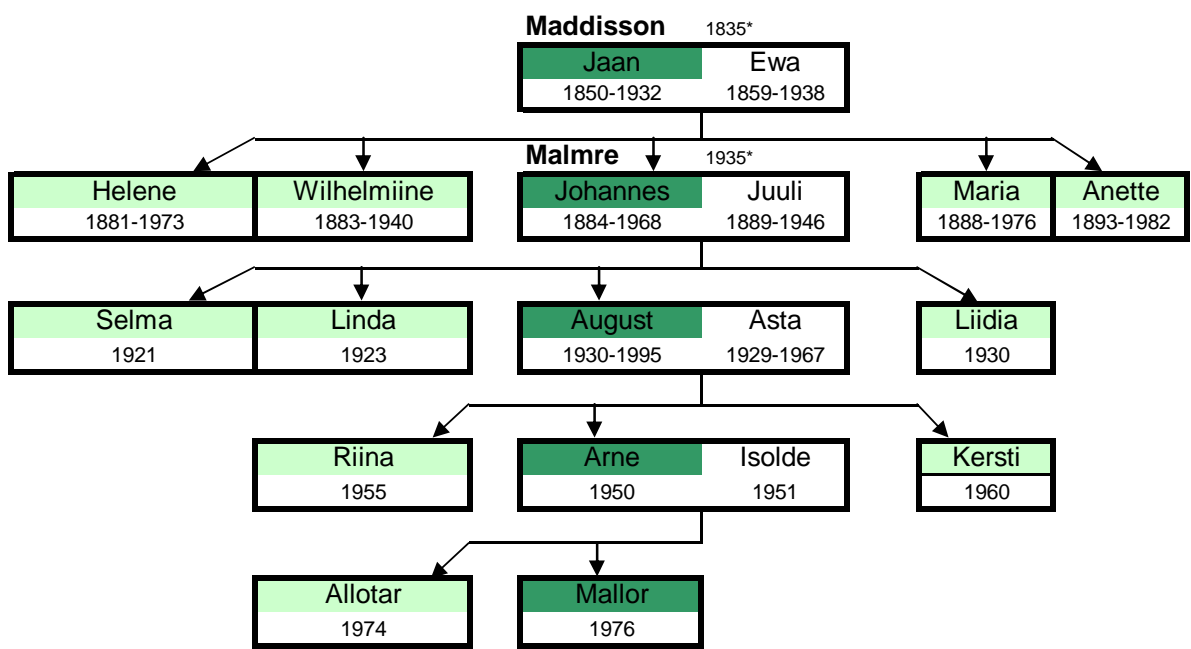 Maddisson 1835*
Jaan Ewa
1850-1932 1859-1938
Malmre 1935*
Helene Wilhelmiine Johannes Juuli Maria Anette
1881-1973 1883-1940 1884-1968 1889-1946 1888-1976 1893-1982
Selma Linda August Asta Liidia
1921 1923 1930-1995 1929-1967 1930
Riina Arne Isolde Kersti
1955 1950 1951 1960
Allotar Mallor
1974 1976